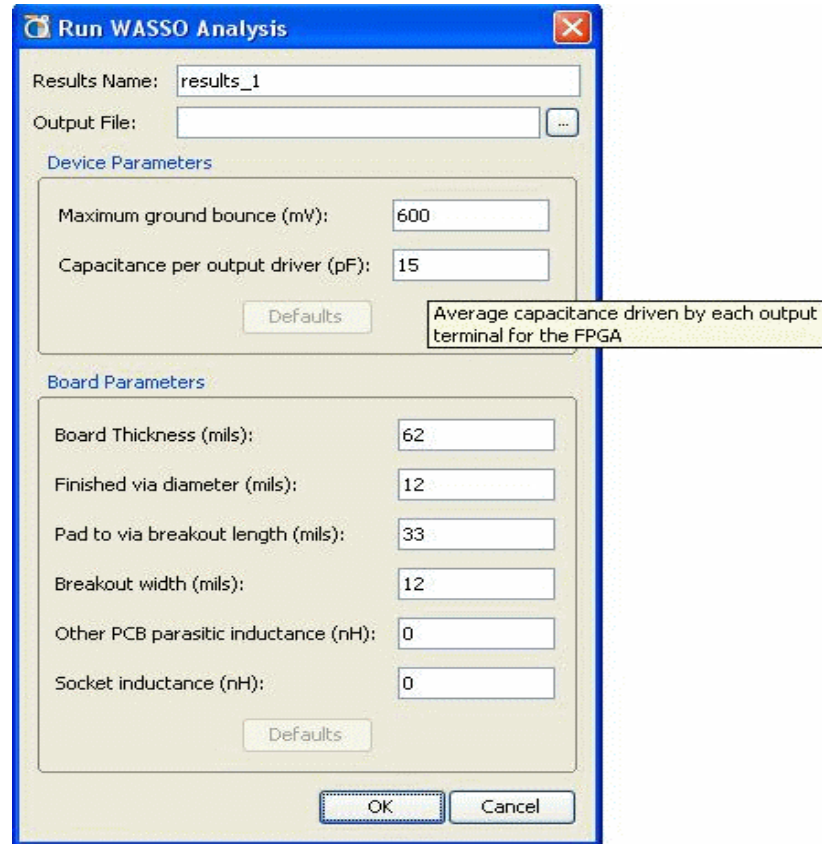 Run WASSO Analysis
Results Name: results_1
Output File: ...
Device Parameters
Maximum ground bounce (mV): 600
Capacitance per output driver (pF): 15
Defaults
Average capacitance driven by each output
terminal for the FPGA
Board Parameters
Board Thickness (mils): 62
Finished via diameter (mils): 12
Pad to via breakout length (mils): 33
Breakout width (mils): 12
Other PCB parasitic inductance (nH): 0
Socket inductance (nH): 0
Defaults
OK Cancel